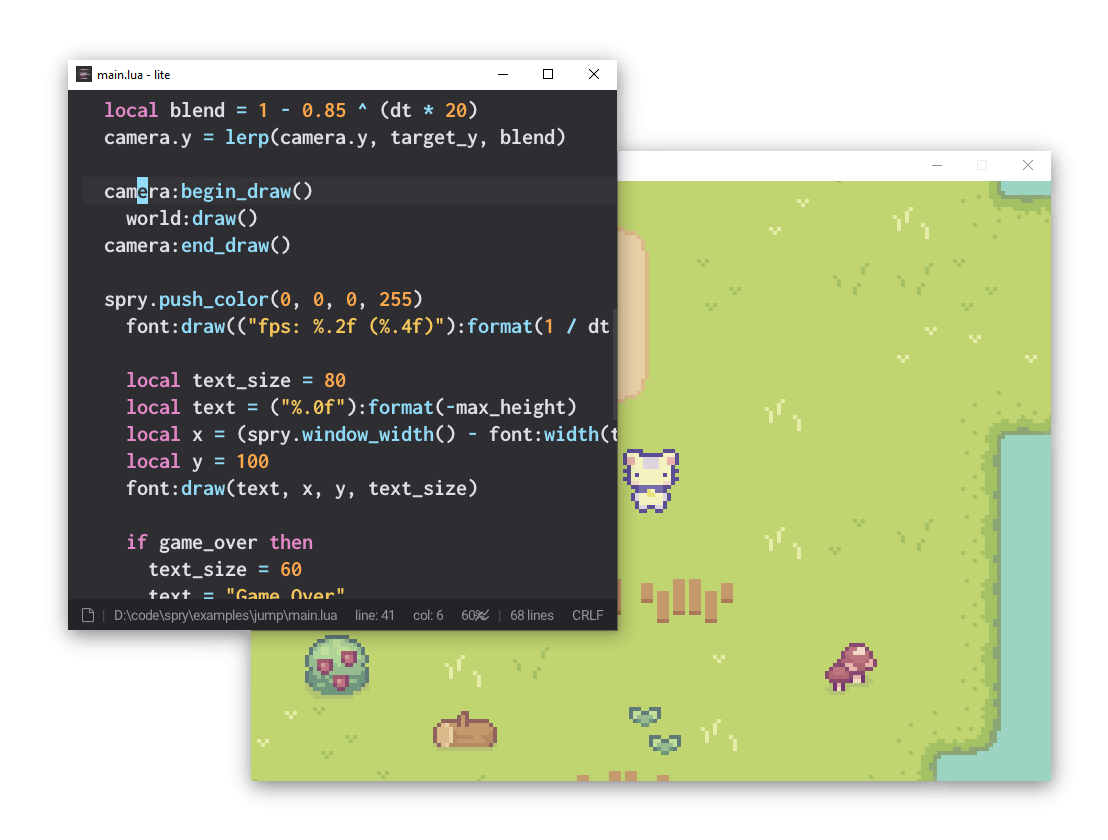 main.lua - lite
local blend = 1 - 0.85 ^ (dt * 20)
camera.y = lerp(camera.y, target_y, blend)
camera:begin_draw()
world:draw()
camera:end_draw()
spry.push_color(0, 0, 0, 255)
font:draw(("fps: %.2f (%.4f)"):format(1 / dt
local text_size = 80
local text = ("%.0f"):format(-max_height)
local x = (spry.window_width() - font:width(t
local y = 100
font:draw(text, x, y, text_size)
if game_over then
text_size = 60
text = "Game Over"
D:\code\spry\examples\jump\main.lua line: 41 col: 6 60% 68 lines CRLF